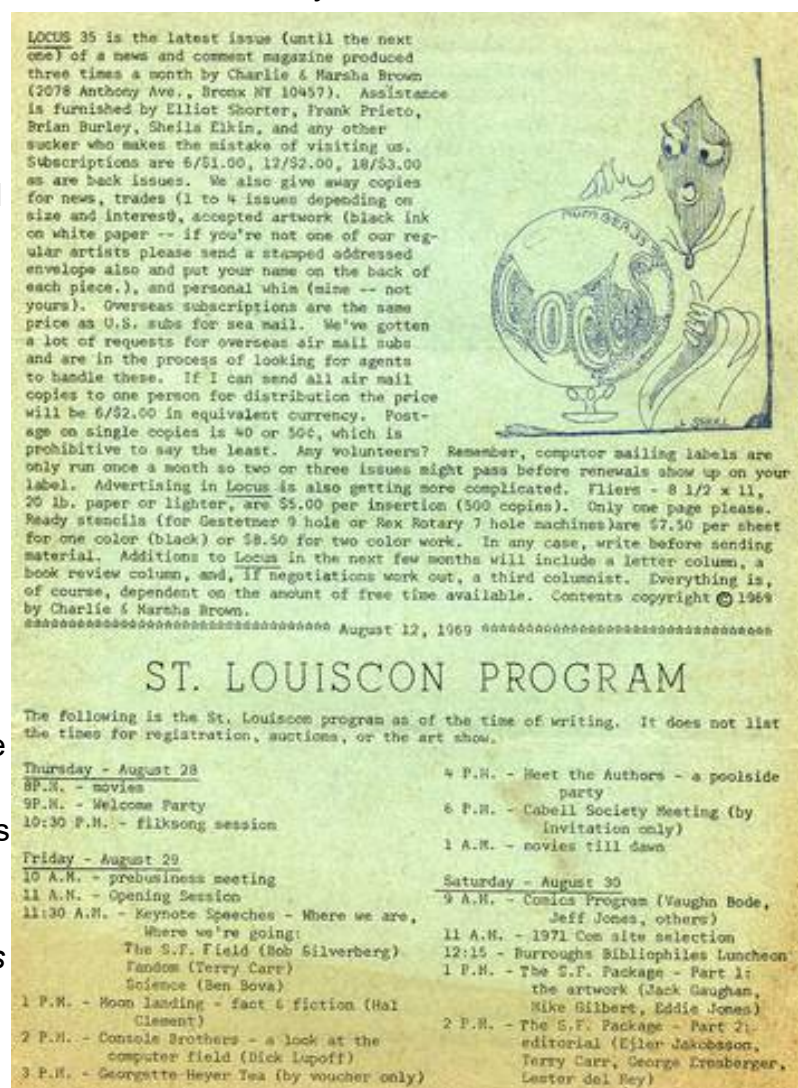 LOCUS 35 is the latest issue (until the next
one) of a news and comment magazine produced
three times a month by Charlie & Marsha Brown
(2078 Anthony Ave., Bronx NY 10457). Assistance
is furnished by Elliot Shorter, Frank Prieto,
Brian Burley, Sheila Elkin, and any other
sucker who makes the mistake of visiting us.
Subscriptions are 6/$1.00, 12/$2.00, 18/$3.00
as are back issues. We also give away copies
for news, trades (1 to 4 issues depending on
size and interest), accepted artwork (black ink
on white paper -- if you're not one of our reg-
ular artists please send a stamped addressed
envelope also and put your name on the back of
each piece.), and personal whim (mine -- not
yours). Overseas subscriptions are the same
price as U.S. subs for sea mail. We've gotten
a lot of requests for overseas air mail subs
and are in the process of looking for agents
to handle these. If I can send all air mail
copies to one person for distribution the price
will be 6/$2.00 in equivalent currency. Post-
age on single copies is 40 or 50¢, which is
prohibitive to say the least. Any volunteers? Remember, computor mailing labels are
only run once a month so two or three issues might pass before renewals show up on your
label. Advertising in Locus is also getting more complicated. Fliers - 8 1/2 x 11,
20 lb. paper or lighter, are $5.00 per insertion (500 copies). Only one page please.
Ready stencils (for Gestetner 9 hole or Rex Rotary 7 hole machines)are $7.50 per sheet
for one color (black) or $8.50 for two color work. In any case, write before sending
material. Additions to Locus in the next few months will include a letter column, a
book review column, and, if negotiations work out, a third columnist. Everything is,
of course, dependent on the amount of free time available. Contents copyright © 1969
by Charlie & Marsha Brown.
NUMBER 35
LOCUS
August 12, 1969
ST. LOUISCON PROGRAM
The following is the St. Louiscon program as of the time of writing. It does not list
the times for registration, auctions, or the art show.
Thursday - August 28
8P.M. - movies
9P.M. - Welcome Party
10:30 P.M. - filksong session
Friday - August 29
10 A.M. - prebusiness meeting
11 A.M. - Opening Session
11:30 A.M. - Keynote Speeches - Where we are,
Where we're going:
The S.F. Field (Bob Silverberg)
Fandom (Terry Carr)
Science (Ben Bova)
1 P.M. - Moon landing - fact & fiction (Hal
Clement)
2 P.M. - Console Brothers - a look at the
computer field (Dick Lupoff)
3 P.M. - Georgette Heyer Tea (by voucher only)
4 P.M. - Meet the Authors - a poolside
party
6 P.M. - Cabell Society Meeting (by
invitation only)
1 A.M. - movies till dawn
Saturday - August 30
9 A.M. - Comics Program (Vaughn Bode,
Jeff Jones, others)
11 A.M. - 1971 Con site selection
12:15 - Burroughs Bibliophiles Luncheon
1 P.M. - The S.F. Package - Part 1:
the artwork (Jack Gaughan,
Mike Gilbert, Eddie Jones)
2 P.M. - The S.F. Package - Part 2:
editorial (Ejler Jakobsson,
Terry Carr, George Ernsberger,
Lester del Rey)